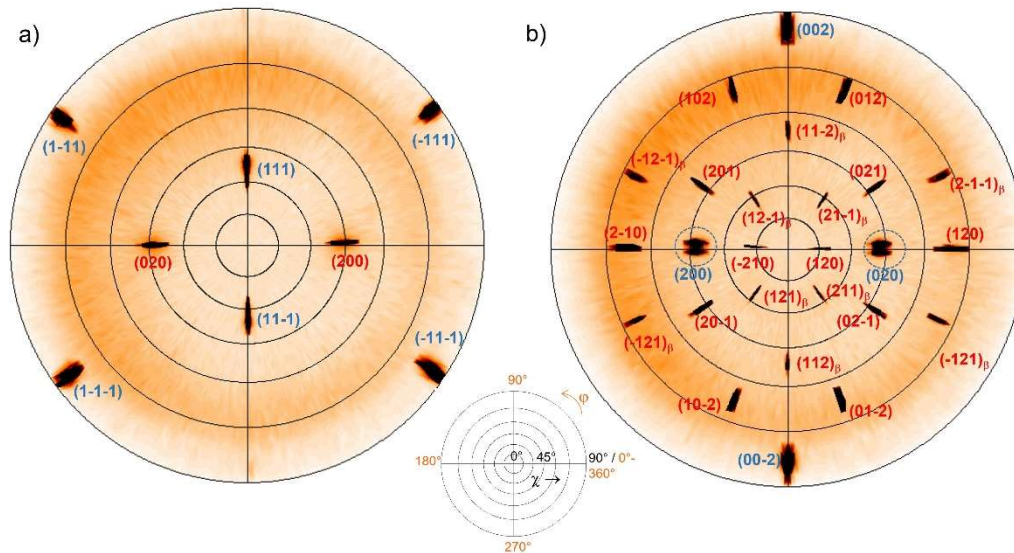 a)
(1-11)
(-111)
(111)
(020)
(200)
(11-1)
(1-1-1)
(-11-1)
b)
(002)
(102)
(012)
(11-2)β
(-12-1)β
(201)
(021)
(2-1-1)β
(12-1)β
(21-1)β
(2-10)
(120)
(200)
(-210)
(120)
(020)
(121)β
(211)β
(-121)β
(20-1)
(02-1)
(-121)β
(112)β
(10-2)
(01-2)
(00-2)
90°
φ
180°
0°
45°
90° / 0°-
360°
χ →
270°